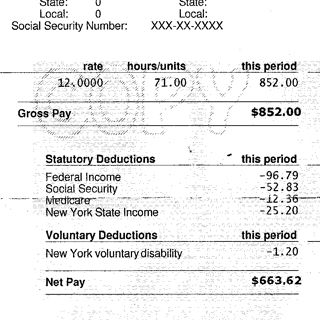 State: 0 State:
Local: 0 Local:
Social Security Number: XXX-XX-XXXX
rate hours/units this period
12.0000 71.00 852.00
Gross Pay $852.00
Statutory Deductions this period
Federal Income -96.79
Social Security -52.83
Medicare -12.36
New York State Income -25.20
Voluntary Deductions this period
New York voluntary disability -1.20
Net Pay $663.62